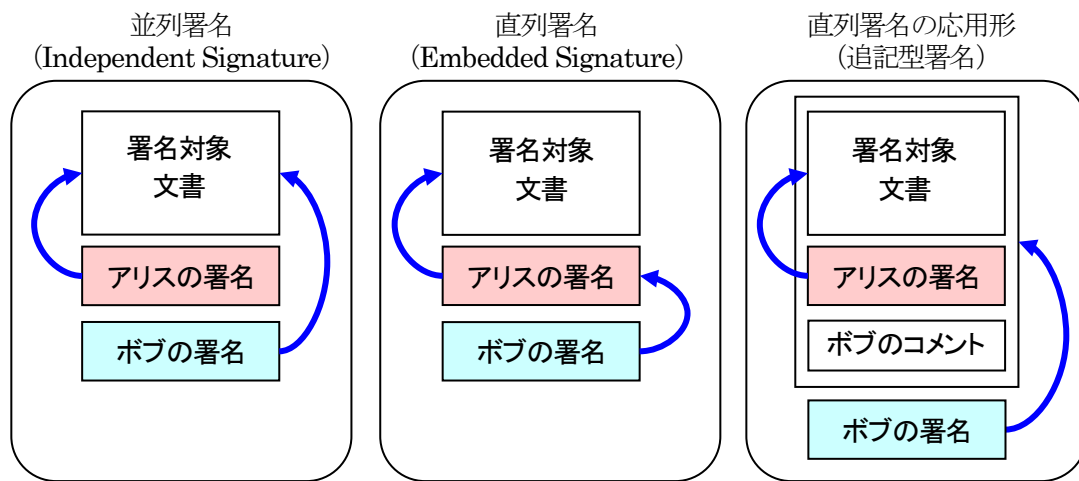 並列署名
(Independent Signature)
署名対象
文書
アリスの署名
ボブの署名
直列署名
(Embedded Signature)
署名対象
文書
アリスの署名
ボブの署名
直列署名の応用形
(追記型署名)
署名対象
文書
アリスの署名
ボブのコメント
ボブの署名